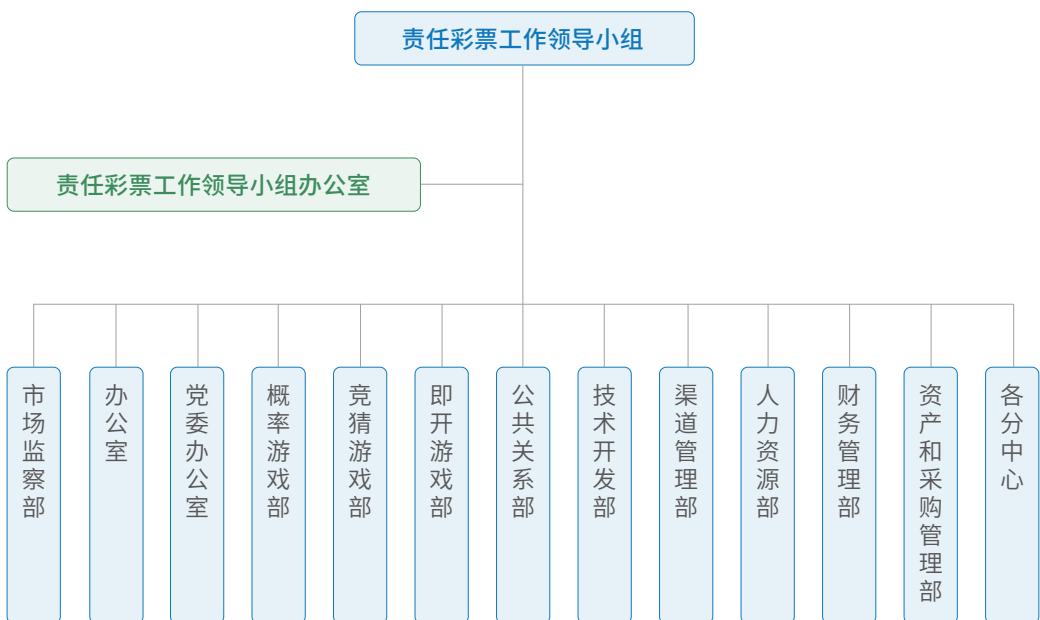 责任彩票工作领导小组
责任彩票工作领导小组办公室
市场监察部
办公室
党委办公室
概率游戏部
竞猜游戏部
即开游戏部
公共关系部
技术开发部
渠道管理部
人力资源部
财务管理部
资产和采购管理部
各分中心